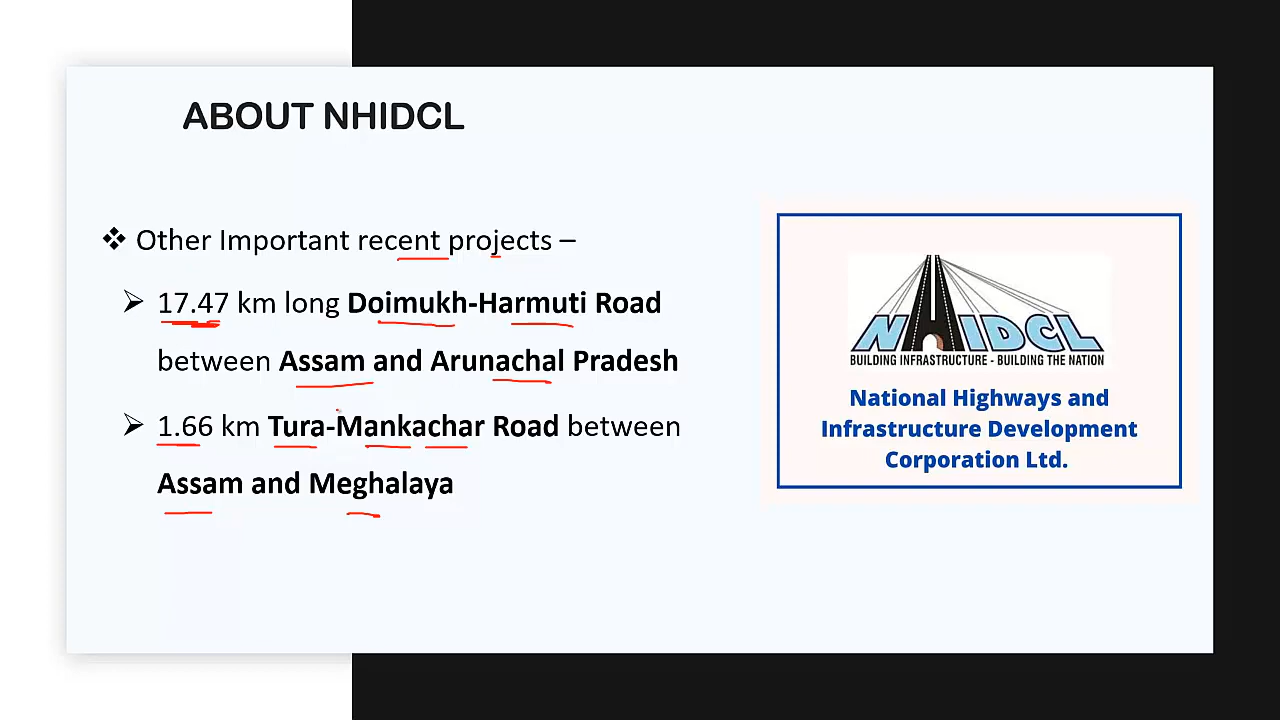 ABOUT NHIDCL
❖ Other Important recent projects –
➢ 17.47 km long Doimukh-Harmuti Road
between Assam and Arunachal Pradesh
➢ 1.66 km Tura-Mankachar Road between
Assam and Meghalaya
NHIDCL
BUILDING INFRASTRUCTURE - BUILDING THE NATION
National Highways and
Infrastructure Development
Corporation Ltd.